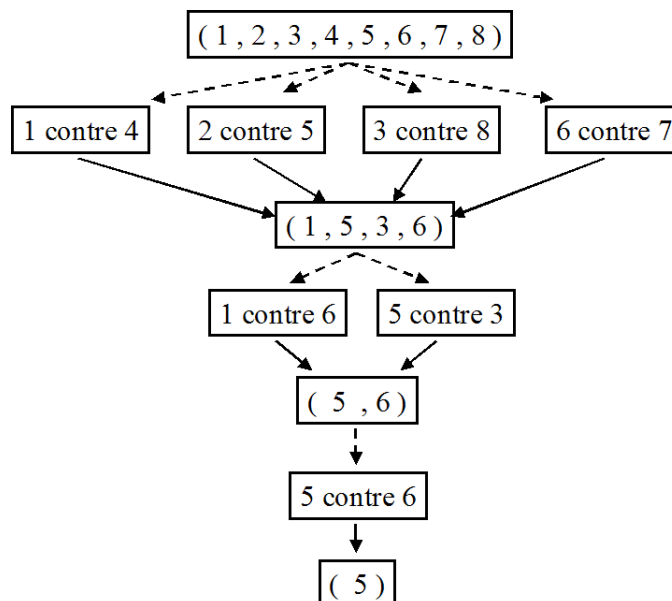 ( 1 , 2 , 3 , 4 , 5 , 6 , 7 , 8 )
1 contre 4
2 contre 5
3 contre 8
6 contre 7
( 1 , 5 , 3 , 6 )
1 contre 6
5 contre 3
( 5 , 6 )
5 contre 6
( 5 )